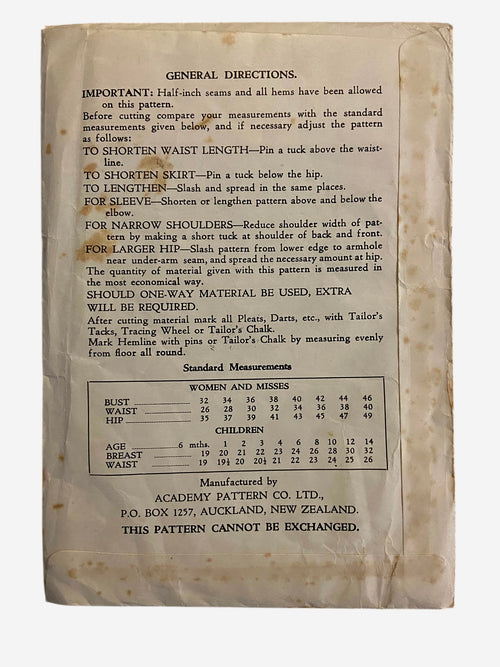 GENERAL DIRECTIONS.
IMPORTANT: Half-inch seams and all hems have been allowed
on this pattern.
Before cutting compare your measurements with the standard
measurements given below, and if necessary adjust the pattern
as follows:
TO SHORTEN WAIST LENGTH—Pin a tuck above the waist-
line.
TO SHORTEN SKIRT—Pin a tuck below the hip.
TO LENGTHEN—Slash and spread in the same places.
FOR SLEEVE—Shorten or lengthen pattern above and below the
elbow.
FOR NARROW SHOULDERS—Reduce shoulder width of pat-
tern by making a short tuck at shoulder of back and front.
FOR LARGER HIP—Slash pattern from lower edge to armhole
near under-arm seam, and spread the necessary amount at hip.
The quantity of material given with this pattern is measured in
the most economical way.
SHOULD ONE-WAY MATERIAL BE USED, EXTRA
WILL BE REQUIRED.
After cutting material mark all Pleats, Darts, etc., with Tailor's
Tacks, Tracing Wheel or Tailor's Chalk.
Mark Hemline with pins or Tailor's Chalk by measuring evenly
from floor all round.
Standard Measurements
WOMEN AND MISSES
BUST 32 34 36 38 40 42 44 46
WAIST 26 28 30 32 34 36 38 40
HIP 35 37 39 41 43 45 47 49
CHILDREN
AGE 6 mths. 1 2 3 4 6 8 10 12 14
BREAST 19 20 21 22 23 24 26 28 30 32
WAIST 19 19½ 20 20½ 21 22 23 24 25 26
Manufactured by
ACADEMY PATTERN CO. LTD.,
P.O. BOX 1257, AUCKLAND, NEW ZEALAND.
THIS PATTERN CANNOT BE EXCHANGED.